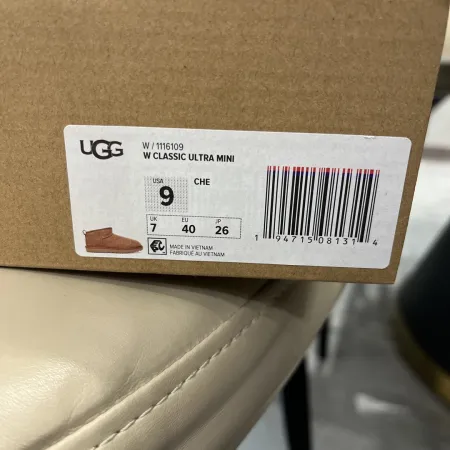 UGG
W / 1116109
W CLASSIC ULTRA MINI
USA
9
CHE
UK EU JP
7 40 26
MADE IN VIETNAM
FABRIQUÉ AU VIETNAM
1 94715 08131 4